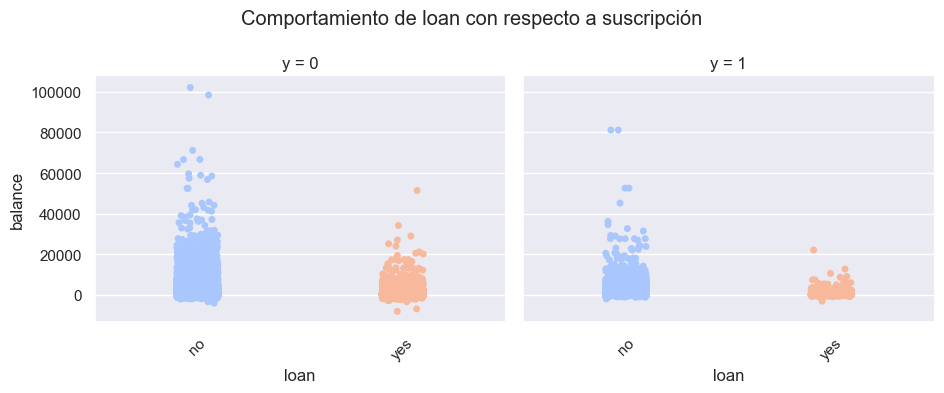 Comportamiento de loan con respecto a suscripción
y = 0
y = 1
balance
100000
80000
60000
40000
20000
0
no
yes
no
yes
loan
loan